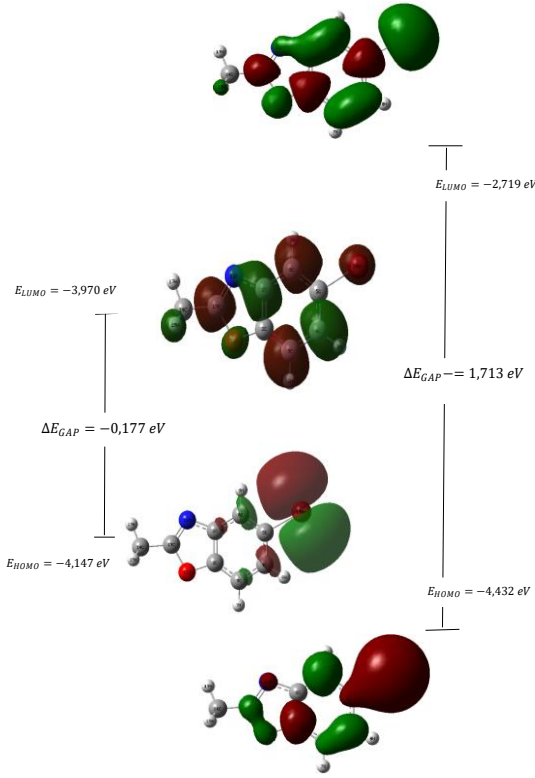 E_LUMO = −2,719 eV
E_LUMO = −3,970 eV
ΔE_GAP −= 1,713 eV
ΔE_GAP = −0,177 eV
E_HOMO = −4,147 eV
E_HOMO = −4,432 eV